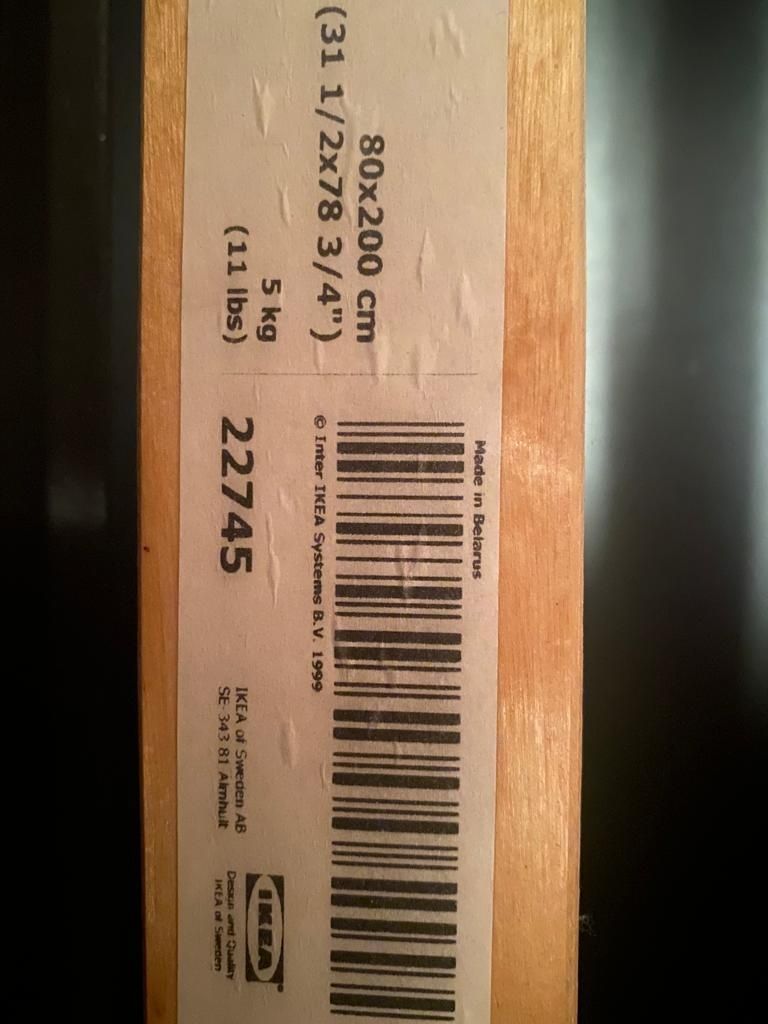 80x200 cm
(31 1/2x78 3/4")
5 kg
(11 lbs)
Made in Belarus
© Inter IKEA Systems B.V. 1999
22745
IKEA of Sweden AB
SE-343 81 Älmhult
IKEA®
Design and Quality
IKEA of Sweden